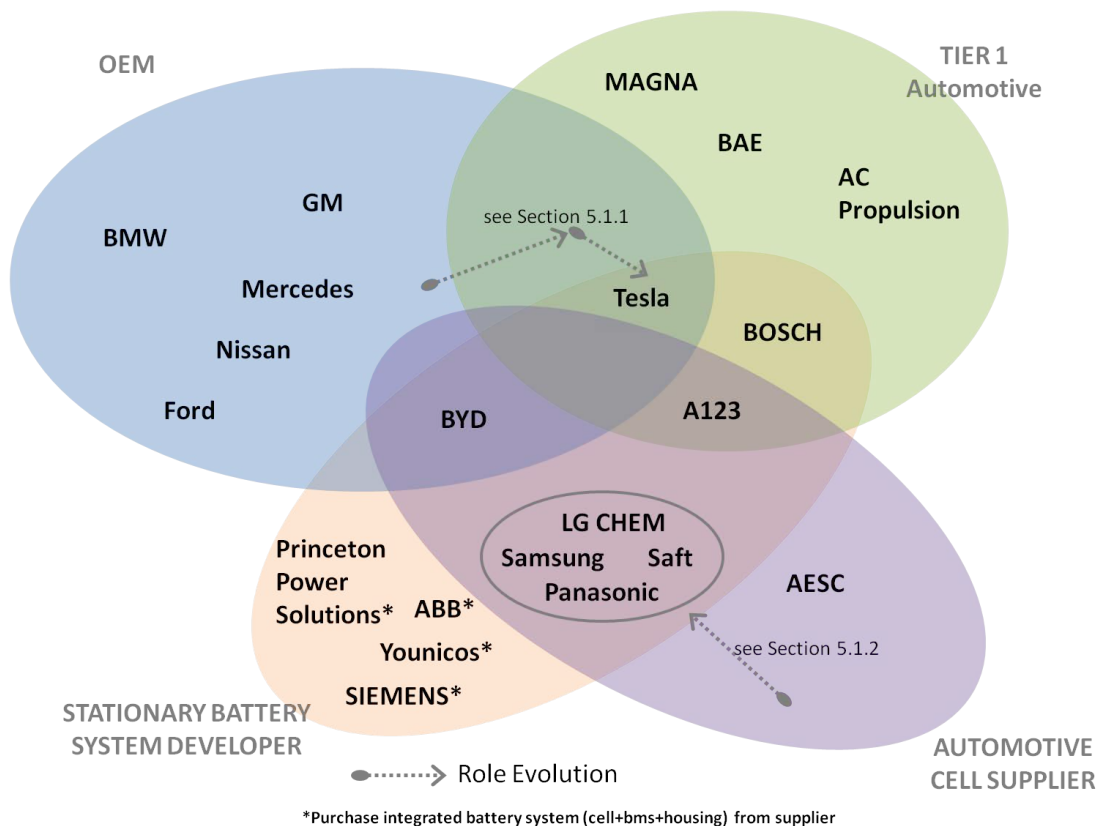 OEM
TIER 1
Automotive
MAGNA
BAE
AC
Propulsion
GM
BMW
see Section 5.1.1
Mercedes
Tesla
Nissan
BOSCH
Ford
BYD
A123
LG CHEM
Samsung Saft
Panasonic
Princeton
Power
Solutions*
ABB*
Younicos*
SIEMENS*
AESC
see Section 5.1.2
STATIONARY BATTERY
SYSTEM DEVELOPER
AUTOMOTIVE
CELL SUPPLIER
Role Evolution
*Purchase integrated battery system (cell+bms+housing) from supplier